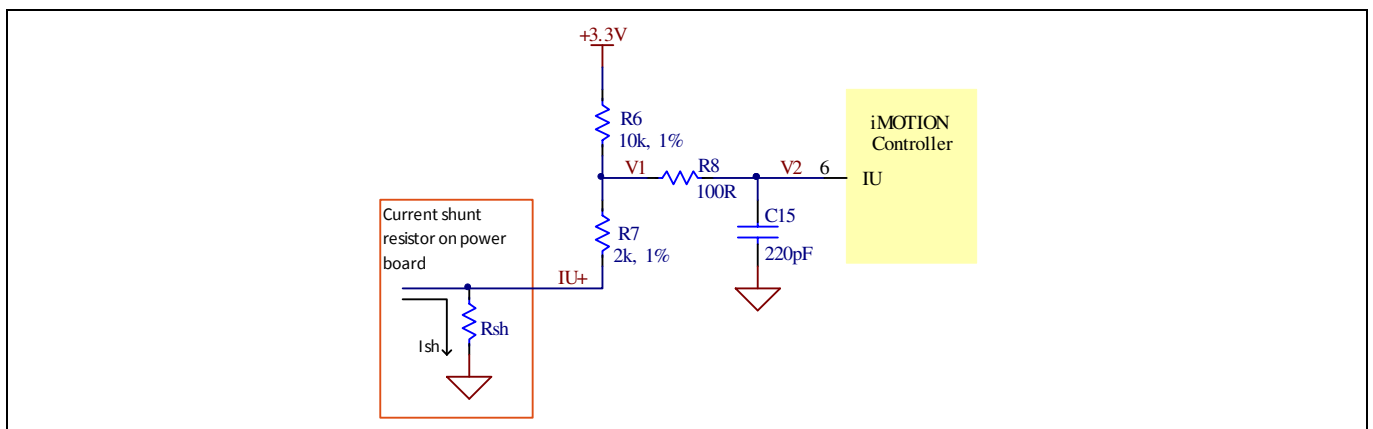 +3.3V
R6
10k, 1%
iMOTION
Controller
V1
R8
100R
V2
6
IU
Current shunt
resistor on power
board
R7
2k, 1%
C15
220pF
IU+
Rsh
Ish